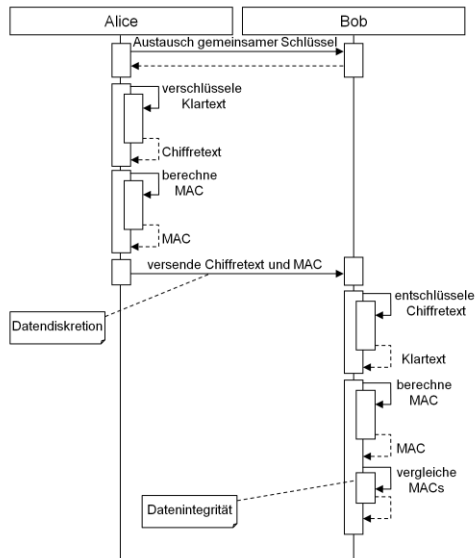 Alice
Bob
Austausch gemeinsamer Schlüssel
verschlüssele
Klartext
Chiffretext
berechne
MAC
MAC
versende Chiffretext und MAC
entschlüssele
Chiffretext
Datendiskretion
Klartext
berechne
MAC
MAC
vergleiche
MACs
Datenintegrität